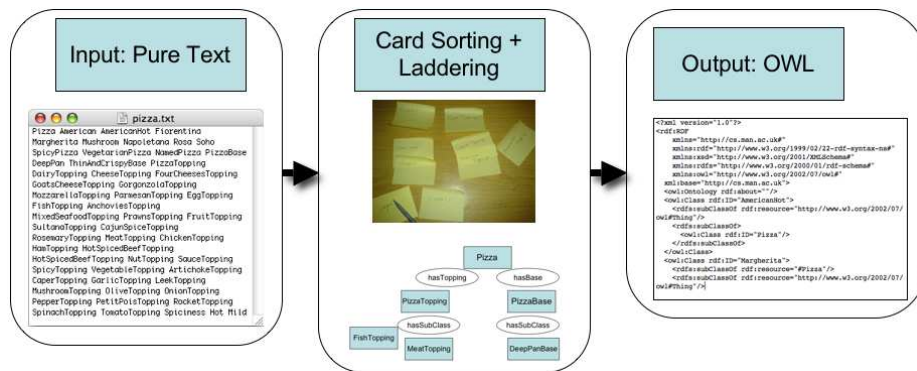 Input: Pure Text
pizza.txt
Pizza American AmericanHot Fiorentina
Margherita Mushroom Napoletana Rosa Soho
SpicyPizza VegetarianPizza NamedPizza PizzaBase
DeepPan ThinAndCrispyBase PizzaTopping
DairyTopping CheeseTopping FourCheesesTopping
GoatsCheeseTopping GorgonzolaTopping
MozzarellaTopping ParmesanTopping EggTopping
FishTopping AnchoviesTopping
MixedSeafoodTopping PrawnsTopping FruitTopping
SultanaTopping CajunSpiceTopping
RosemaryTopping MeatTopping ChickenTopping
HamTopping HotSpicedBeefTopping
HotSpicedBeefTopping NutTopping SauceTopping
SpicyTopping VegetableTopping ArtichokeTopping
CaperTopping GarlicTopping LeekTopping
MushroomTopping OliveTopping OnionTopping
PepperTopping PetitPoisTopping RocketTopping
SpinachTopping TomatoTopping Spiciness Hot Mild
Card Sorting +
Laddering
Pizza
hasTopping
hasBase
PizzaTopping
PizzaBase
hasSubClass
hasSubClass
FishTopping
MeatTopping
DeepPanBase
Output: OWL
<?xml version="1.0"?>
<rdf:RDF
xmlns="http://cs.man.ac.uk#"
xmlns:rdf="http://www.w3.org/1999/02/22-rdf-syntax-ns#"
xmlns:xsd="http://www.w3.org/2001/XMLSchema#"
xmlns:rdfs="http://www.w3.org/2000/01/rdf-schema#"
xmlns:owl="http://www.w3.org/2002/07/owl#"
xml:base="http://cs.man.ac.uk">
<owl:Ontology rdf:about=""/>
<owl:Class rdf:ID="AmericanHot">
<rdfs:subClassOf rdf:resource="http://www.w3.org/2002/07/
owl#Thing"/>
<rdfs:subClassOf>
<owl:Class rdf:ID="Pizza"/>
</rdfs:subClassOf>
</owl:Class>
<owl:Class rdf:ID="Margherita">
<rdfs:subClassOf rdf:resource="#Pizza"/>
<rdfs:subClassOf rdf:resource="http://www.w3.org/2002/07/
owl#Thing"/>